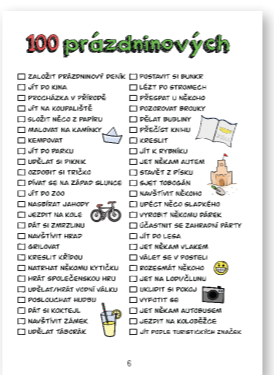 100 prázdninových
ZALOŽIT PRÁZDNINOVÝ DENÍK
JÍT DO KINA
PROCHÁZKA V PŘÍRODĚ
JÍT NA KOUPALIŠTĚ
SLOŽIT NĚCO Z PAPÍRU
MALOVAT NA KAMÍNKY
KEMPOVAT
JÍT DO PARKU
UDĚLAT SI PIKNIK
OZDOBIT SI TRIČKO
DÍVAT SE NA ZÁPAD SLUNCE
JÍT DO ZOO
NASBÍRAT JAHODY
JEZDIT NA KOLE
DÁT SI ZMRZLINU
NAVŠTÍVIT HRAD
GRILOVAT
KRESLIT KŘÍDOU
NATRHAT NĚKOMU KYTIČKU
HRÁT SPOLEČENSKOU HRU
UDĚLAT/HRÁT VODNÍ VÁLKU
POSLOUCHAT HUDBU
DÁT SI KOKTEJL
NAVŠTÍVIT ZÁMEK
UDĚLAT TÁBORÁK
POSTAVIT SI BUNKR
LÉZT PO STROMECH
PŘESPAT U NĚKOHO
POZOROVAT BROUKY
DĚLAT BUBLINY
PŘEČÍST KNIHU
KRESLIT
JÍT K RYBNÍKU
JET NĚKAM AUTEM
STAVĚT Z PÍSKU
SJET TOBOGÁN
NAVŠTÍVIT NĚKOHO
UPÉCT NĚCO SLADKÉHO
VYROBIT NĚKOMU DÁREK
ÚČASTNIT SE ZAHRADNÍ PÁRTY
JÍT DO LESA
JET NĚKAM VLAKEM
VÁLET SE V POSTELI
ROZESMÁT NĚKOHO
JET NA LODI/ČLUNU
UKLIDIT SI POKOJ
VYFOTIT SE
JET NĚKAM AUTOBUSEM
JEZDIT NA KOLOBĚŽCE
JÍT PODLE TURISTICKÝCH ZNAČEK
6